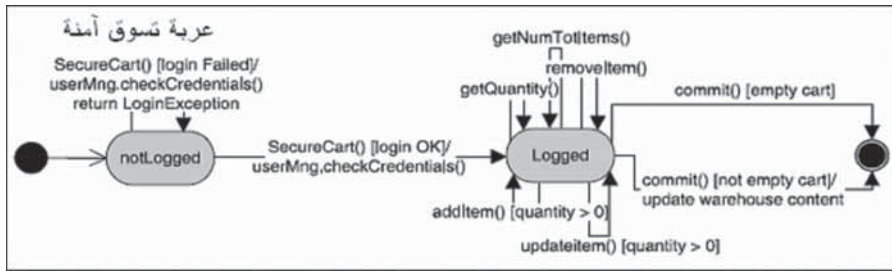 عربة تسوق آمنة
SecureCart() [login Failed]/
userMng.checkCredentials()
return LoginException
notLogged
SecureCart() [login OK]/
userMng,checkCredentials()
getNumTotItems()
removeItem()
getQuantity()
Logged
addItem() [quantity > 0]
updateitem() [quantity > 0]
commit() [empty cart]
commit() [not empty cart]/
update warehouse content